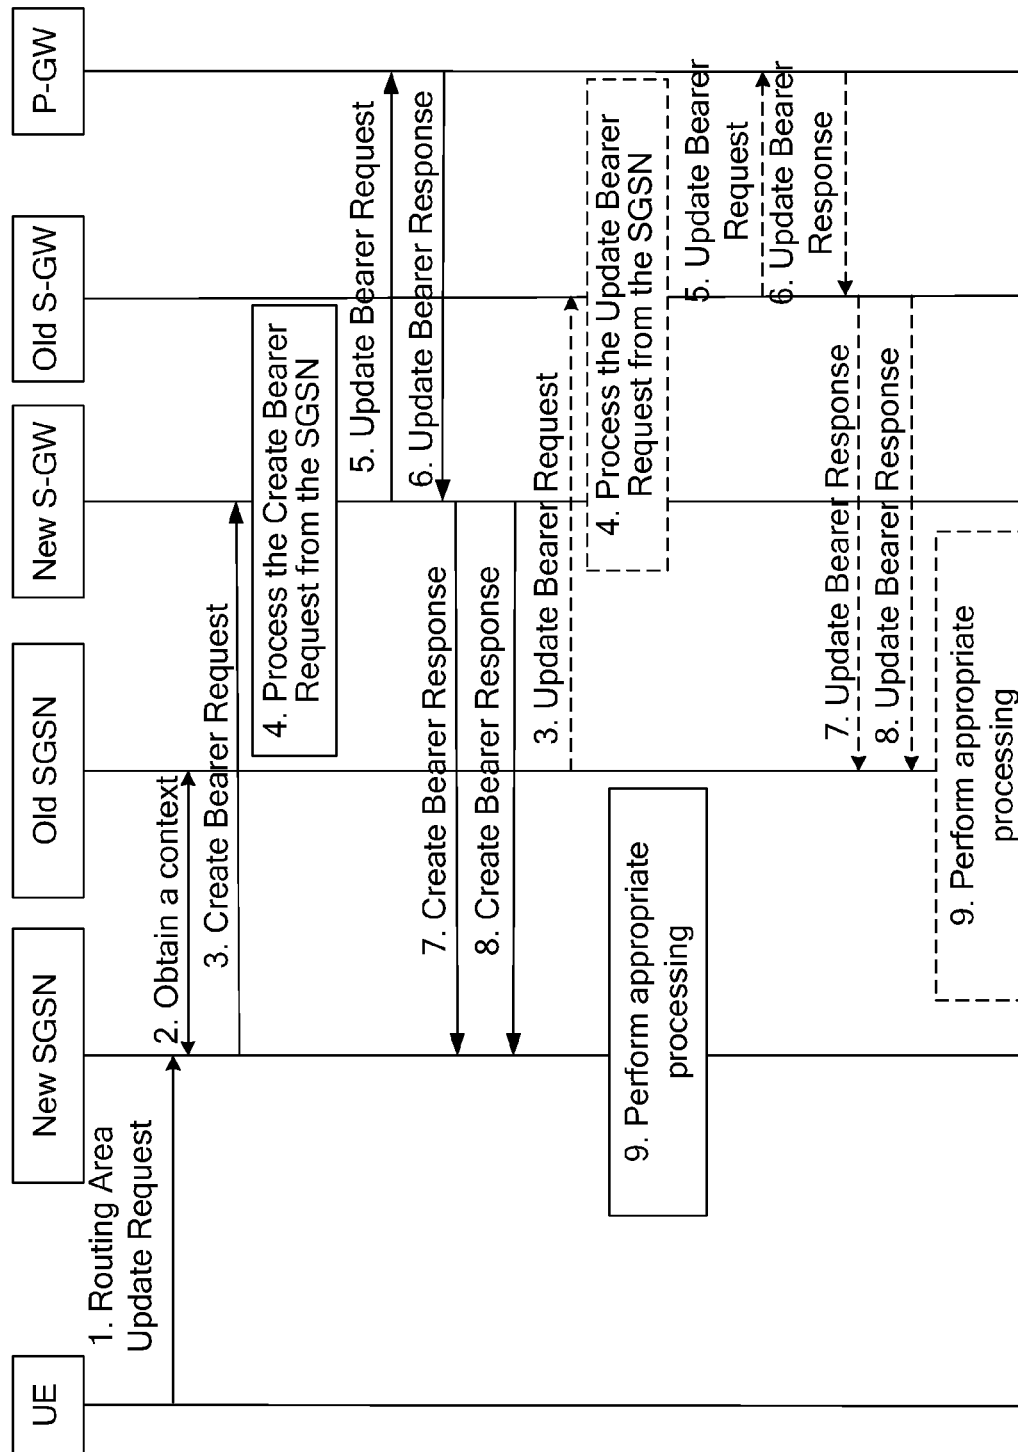 UE
New SGSN
Old SGSN
New S-GW
Old S-GW
P-GW
1. Routing Area
Update Request
2. Obtain a context
3. Create Bearer Request
4. Process the Create Bearer
Request from the SGSN
5. Update Bearer Request
6. Update Bearer Response
7. Create Bearer Response
8. Create Bearer Response
3. Update Bearer Request
4. Process the Update Bearer
Request from the SGSN
9. Perform appropriate
processing
5. Update Bearer
Request
6. Update Bearer
Response
7. Update Bearer Response
8. Update Bearer Response
9. Perform appropriate
processing